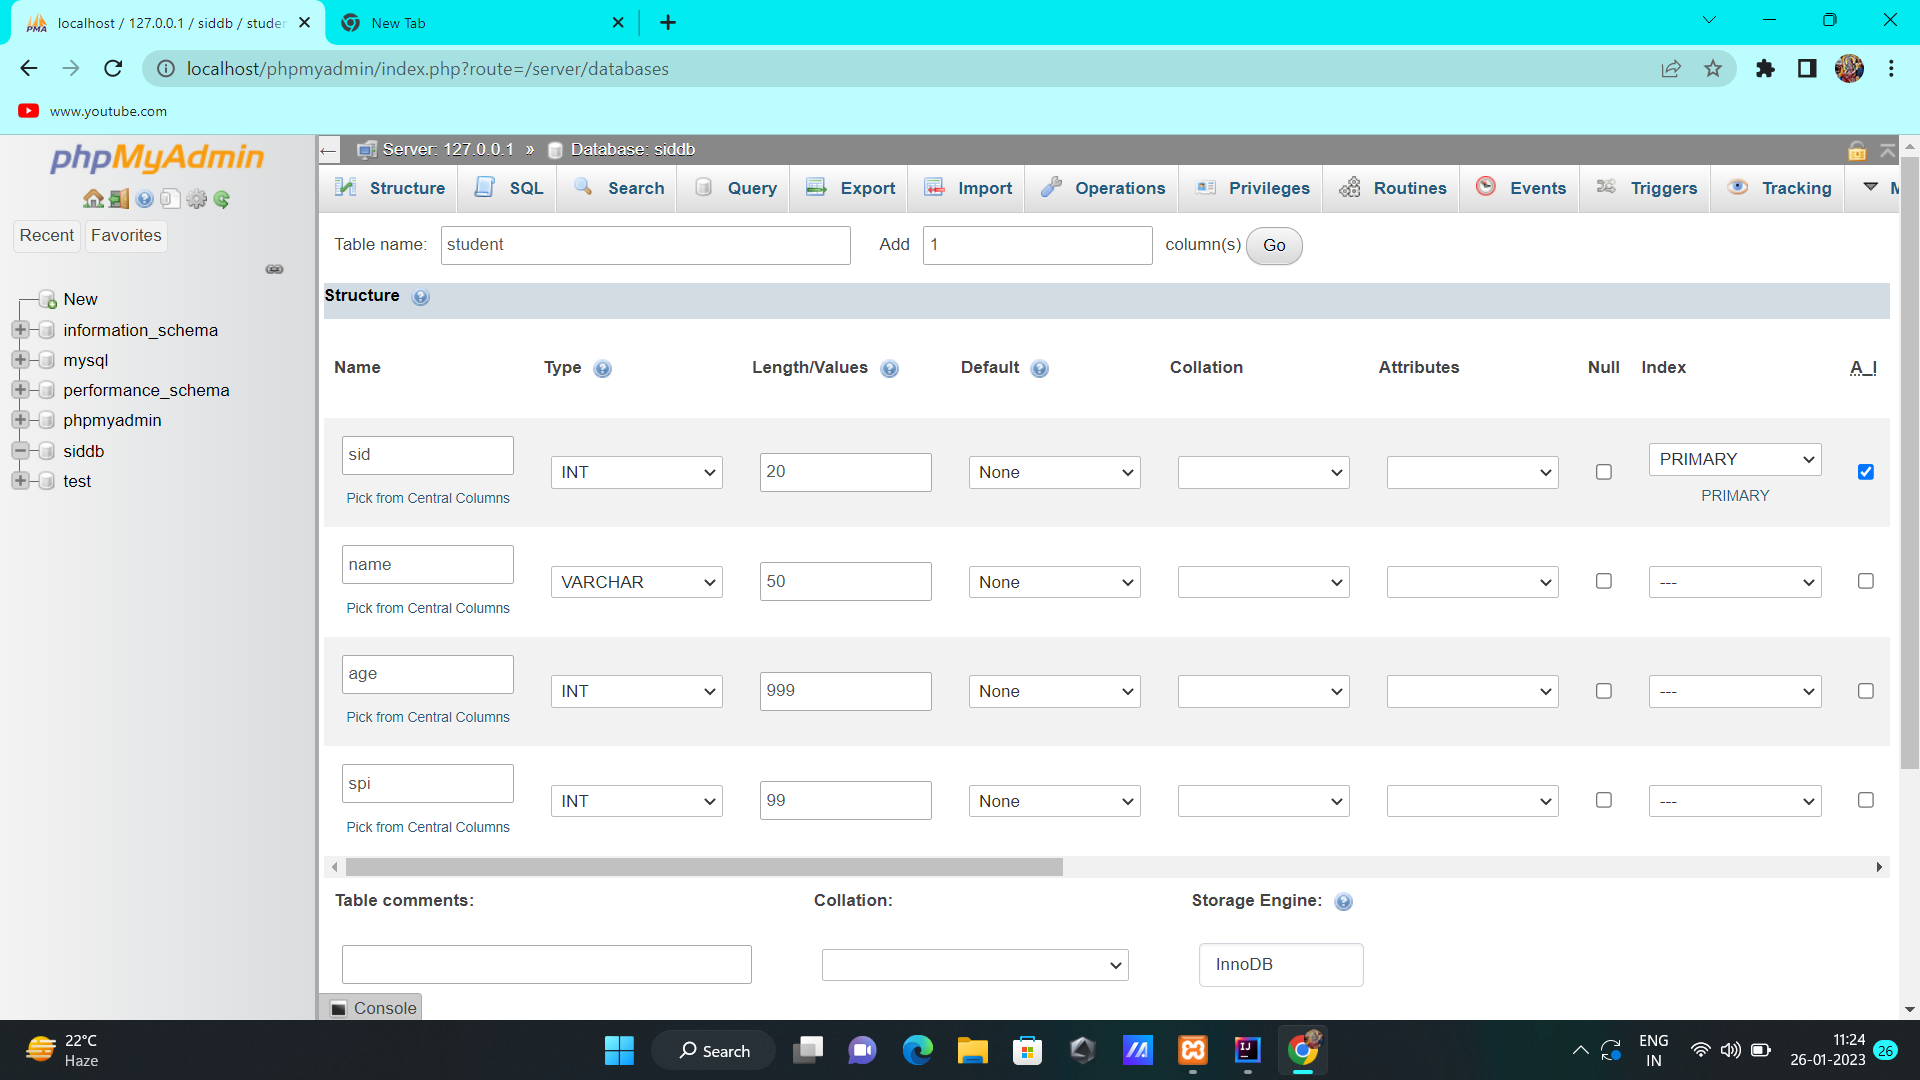 localhost / 127.0.0.1 / siddb / studen
New Tab
localhost/phpmyadmin/index.php?route=/server/databases
www.youtube.com
phpMyAdmin
Recent
Favorites
New
information_schema
mysql
performance_schema
phpmyadmin
siddb
test
Server: 127.0.0.1 » Database: siddb
Structure SQL Search Query Export Import Operations Privileges Routines Events Triggers Tracking M
Table name: student Add 1 column(s) Go
Structure
Name Type Length/Values Default Collation Attributes Null Index A_I
sid INT 20 None PRIMARY
Pick from Central Columns PRIMARY
name VARCHAR 50 None ---
Pick from Central Columns
age INT 999 None ---
Pick from Central Columns
spi INT 99 None ---
Pick from Central Columns
Table comments: Collation: Storage Engine:
InnoDB
Console
22°C
Haze
Search
ENG
IN
11:24
26-01-2023
26